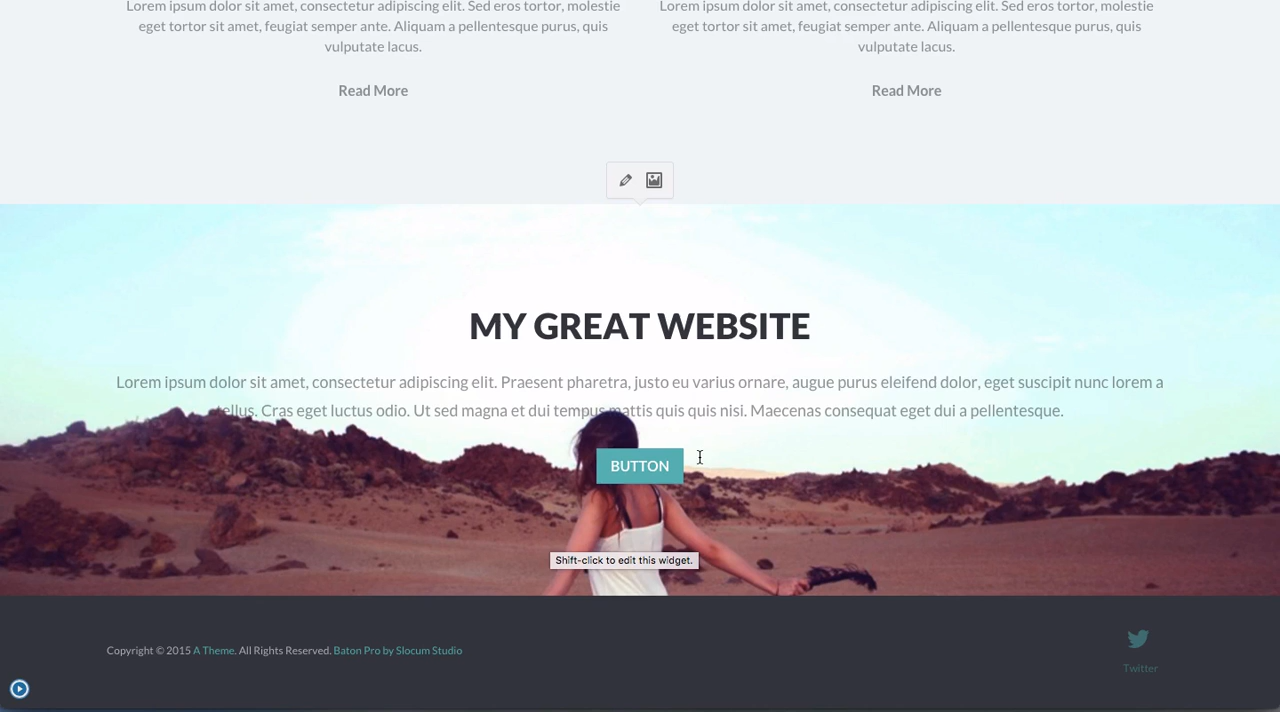 Lorem ipsum dolor sit amet, consectetur adipiscing elit. Sed eros tortor, molestie
eget tortor sit amet, feugiat semper ante. Aliquam a pellentesque purus, quis
vulputate lacus.
Read More
Lorem ipsum dolor sit amet, consectetur adipiscing elit. Sed eros tortor, molestie
eget tortor sit amet, feugiat semper ante. Aliquam a pellentesque purus, quis
vulputate lacus.
Read More
MY GREAT WEBSITE
Lorem ipsum dolor sit amet, consectetur adipiscing elit. Praesent pharetra, justo eu varius ornare, augue purus eleifend dolor, eget suscipit nunc lorem a
tellus. Cras eget luctus odio. Ut sed magna et dui tempus mattis quis quis nisi. Maecenas consequat eget dui a pellentesque.
BUTTON
Shift-click to edit this widget.
Copyright © 2015 A Theme. All Rights Reserved. Baton Pro by Slocum Studio
Twitter